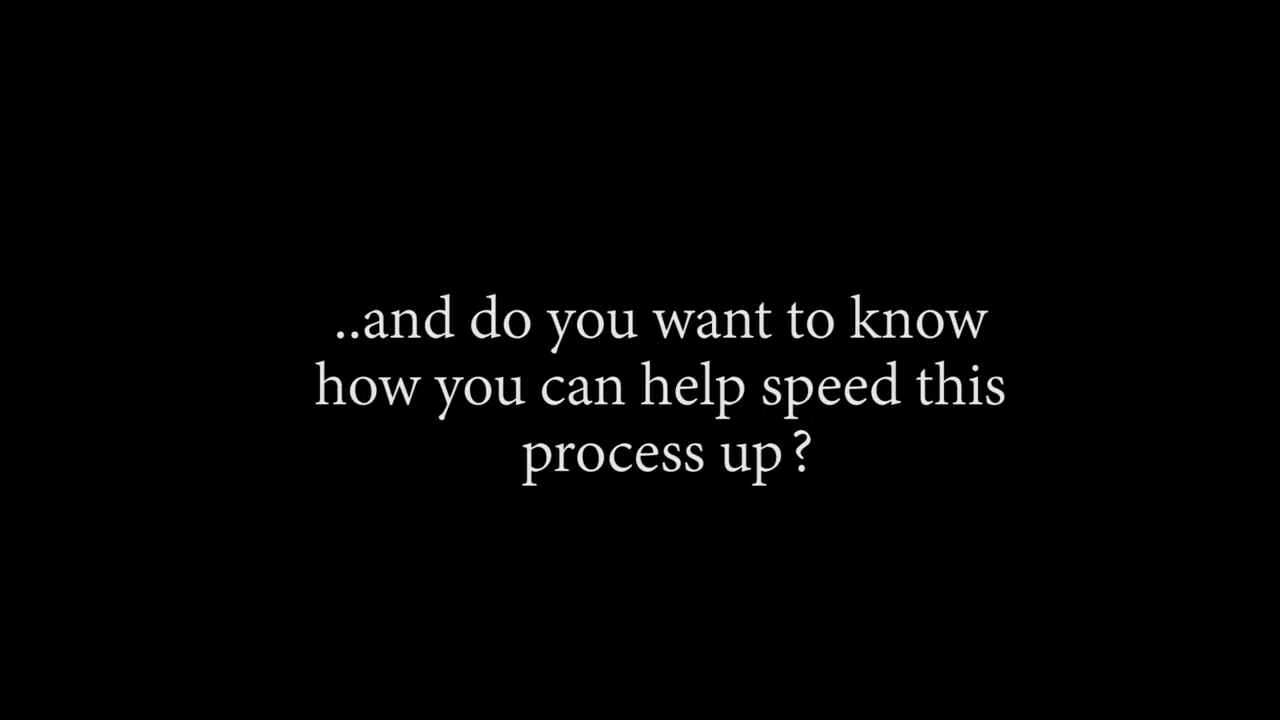 ..and do you want to know
how you can help speed this
process up?